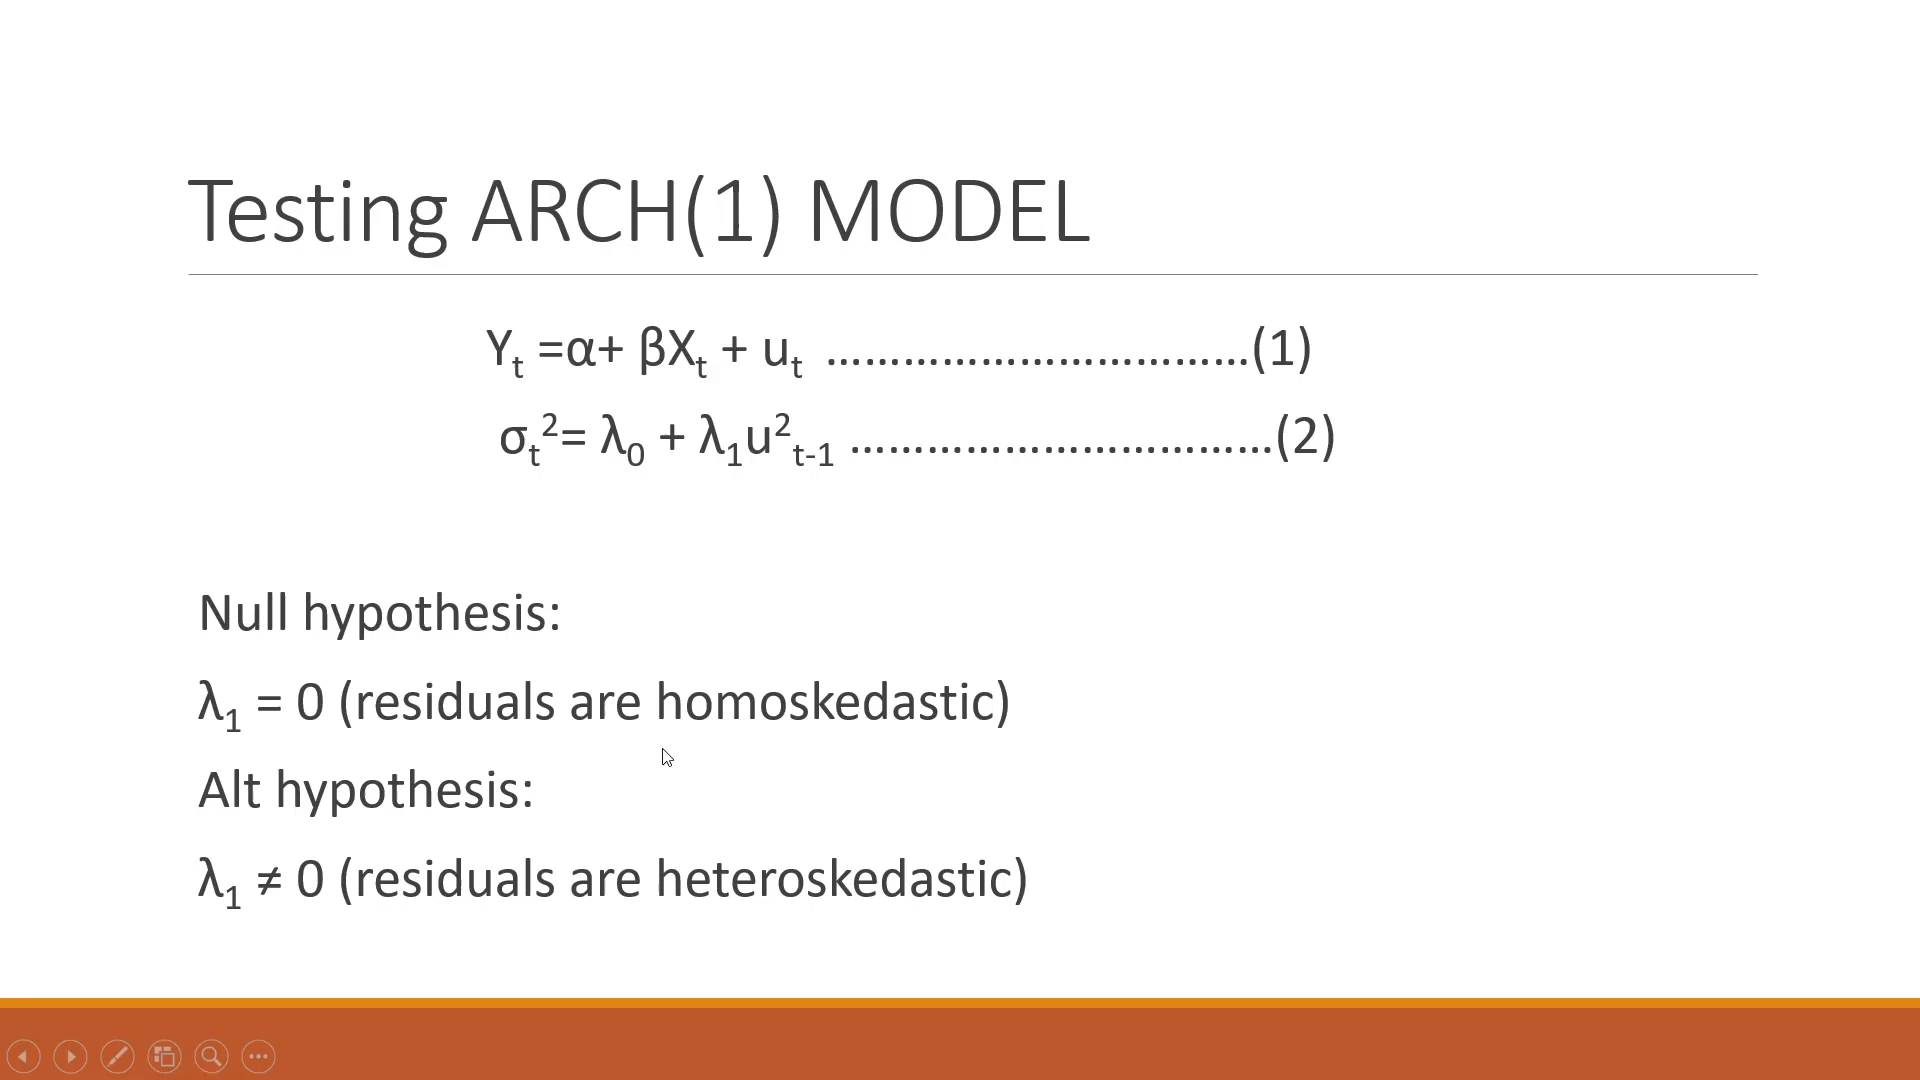 Testing ARCH(1) MODEL
Yₜ =α+ βXₜ + uₜ ……………………………(1)
σₜ²= λ₀ + λ₁u²ₜ₋₁ ……………………………(2)
Null hypothesis:
λ₁ = 0 (residuals are homoskedastic)
Alt hypothesis:
λ₁ ≠ 0 (residuals are heteroskedastic)